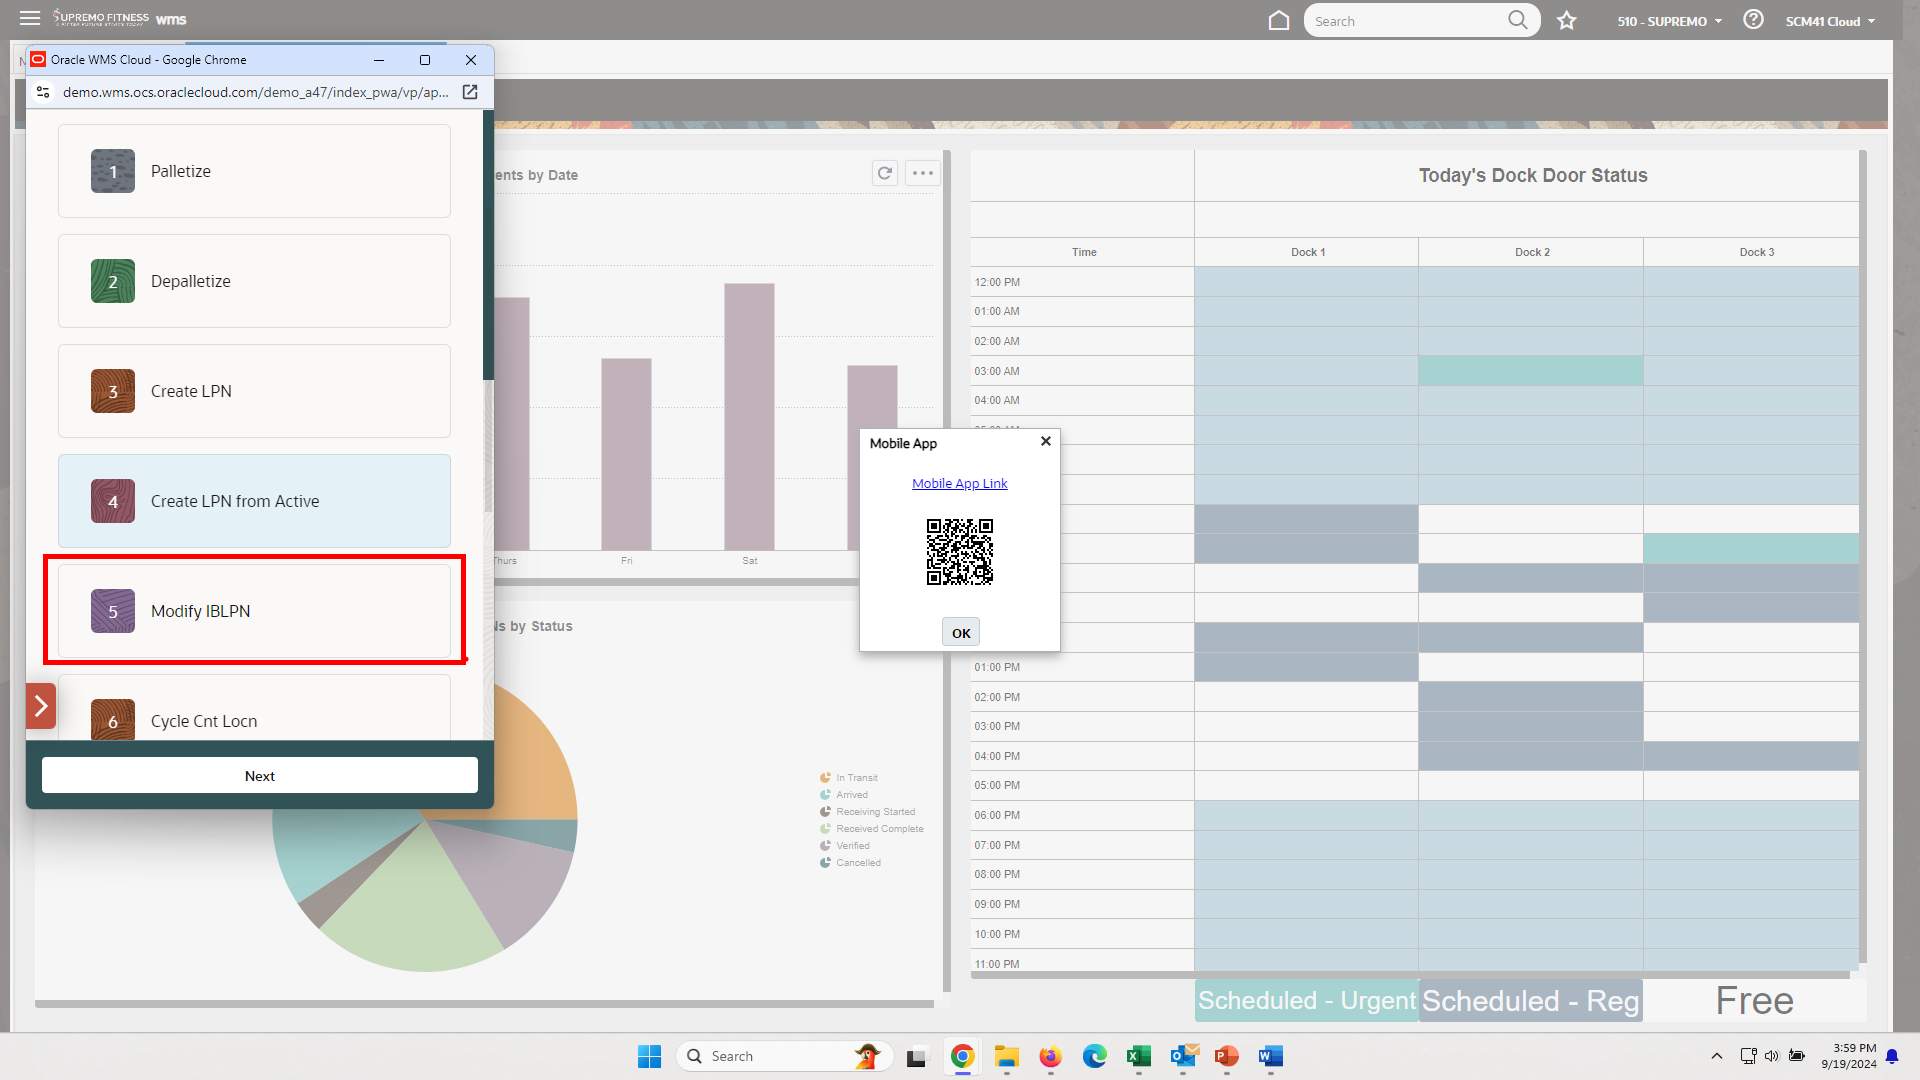 SUPREMO FITNESS wms
Search
510 - SUPREMO
SCM41 Cloud
Oracle WMS Cloud - Google Chrome
demo.wms.ocs.oraclecloud.com/demo_a47/index_pwa/vp/ap...
1 Palletize
2 Depalletize
3 Create LPN
4 Create LPN from Active
5 Modify IBLPN
6 Cycle Cnt Locn
Next
ents by Date
Thurs
Fri
Sat
by Status
In Transit
Arrived
Receiving Started
Received Complete
Verified
Cancelled
Mobile App
Mobile App Link
OK
Today's Dock Door Status
Time Dock 1 Dock 2 Dock 3
12:00 PM
01:00 AM
02:00 AM
03:00 AM
04:00 AM
01:00 PM
02:00 PM
03:00 PM
04:00 PM
05:00 PM
06:00 PM
07:00 PM
08:00 PM
09:00 PM
10:00 PM
11:00 PM
Scheduled - Urgent Scheduled - Reg Free
Search
3:59 PM
9/19/2024